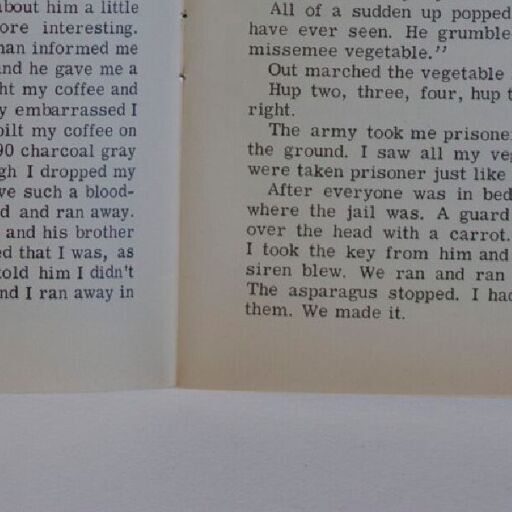 about him a little
ore interesting.
man informed me
and he gave me a
ht my coffee and
y embarrassed I
pilt my coffee on
90 charcoal gray
gh I dropped my
ve such a blood-
d and ran away.
and his brother
ed that I was, as
told him I didn't
nd I ran away in
All of a sudden up popped
have ever seen. He grumble
missemee vegetable."
Out marched the vegetable
Hup two, three, four, hup t
right.
The army took me prisone
the ground. I saw all my ve
were taken prisoner just like
After everyone was in bed
where the jail was. A guard
over the head with a carrot.
I took the key from him and
siren blew. We ran and ran
The asparagus stopped. I had
them. We made it.